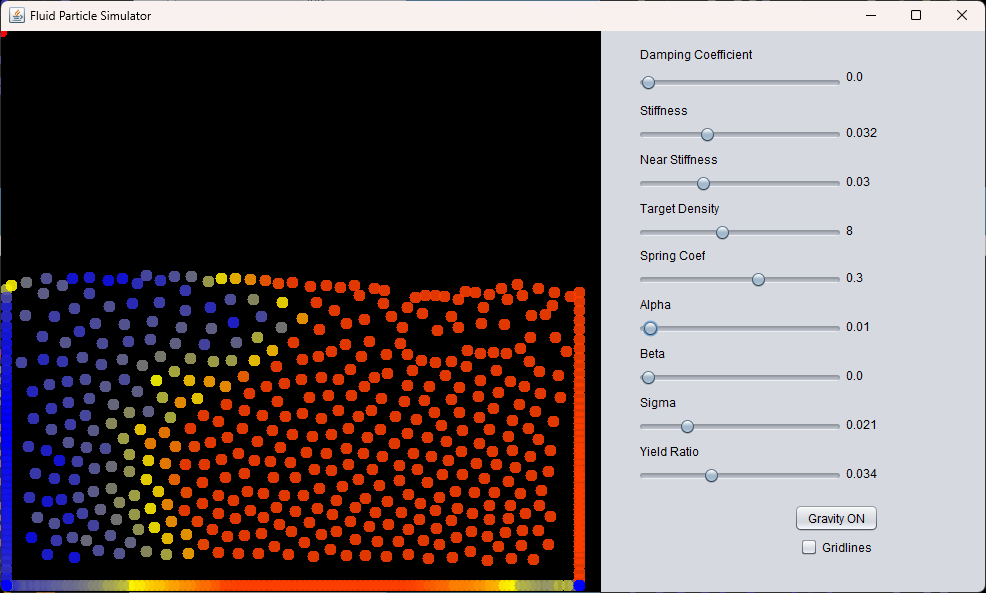 Fluid Particle Simulator
Damping Coefficient
0.0
Stiffness
0.032
Near Stiffness
0.03
Target Density
8
Spring Coef
0.3
Alpha
0.01
Beta
0.0
Sigma
0.021
Yield Ratio
0.034
Gravity ON
Gridlines